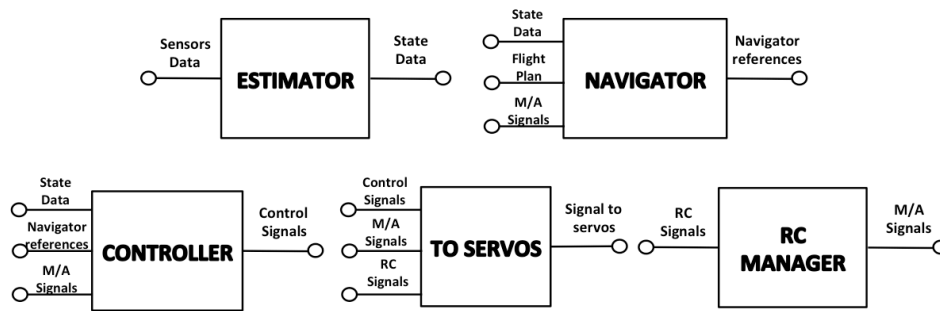 Sensors
Data
ESTIMATOR
State
Data
State
Data
Flight
Plan
M/A
Signals
NAVIGATOR
Navigator
references
State
Data
Navigator
references
M/A
Signals
CONTROLLER
Control
Signals
Control
Signals
M/A
Signals
RC
Signals
TO SERVOS
Signal to
servos
RC
Signals
RC
MANAGER
M/A
Signals